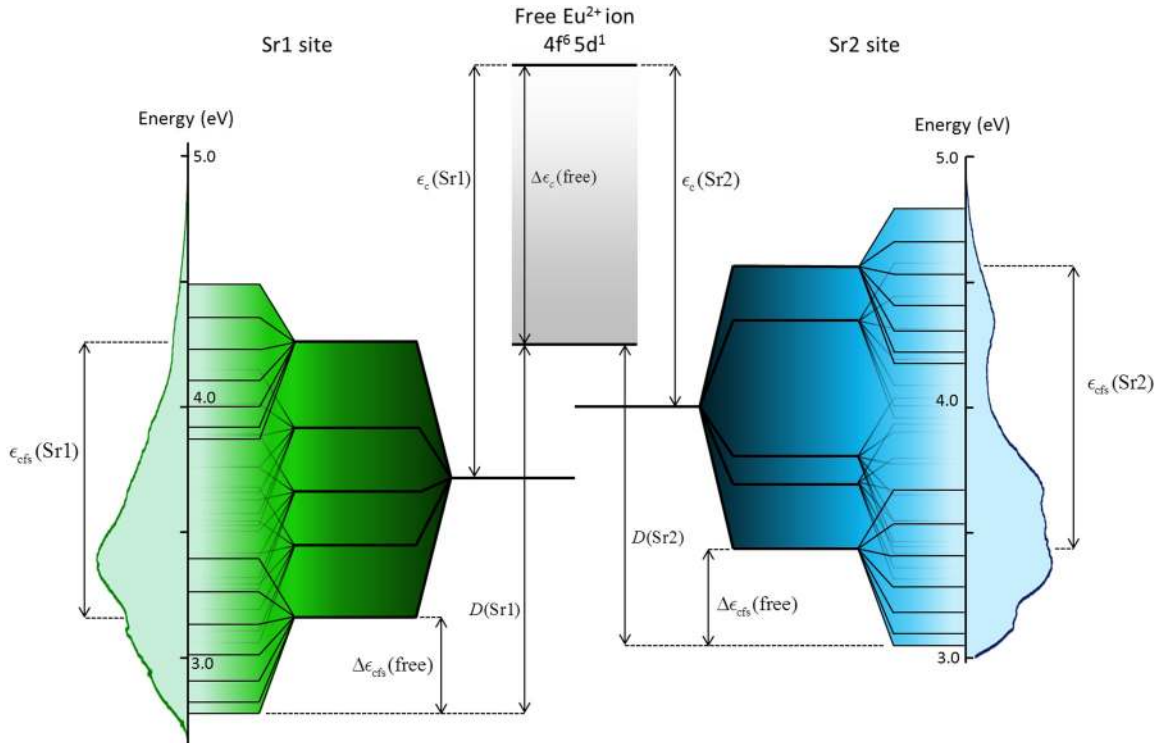 Free Eu²⁺ ion
4f⁶ 5d¹
Sr1 site
Sr2 site
Energy (eV)
Energy (eV)
5.0
5.0
ϵc(Sr1)
Δϵc(free)
ϵc(Sr2)
4.0
4.0
ϵcfs(Sr1)
ϵcfs(Sr2)
D(Sr2)
D(Sr1)
Δϵcfs(free)
Δϵcfs(free)
3.0
3.0